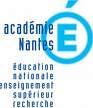 académie
Nantes
É
éducation
nationale
enseignement
supérieur
recherche